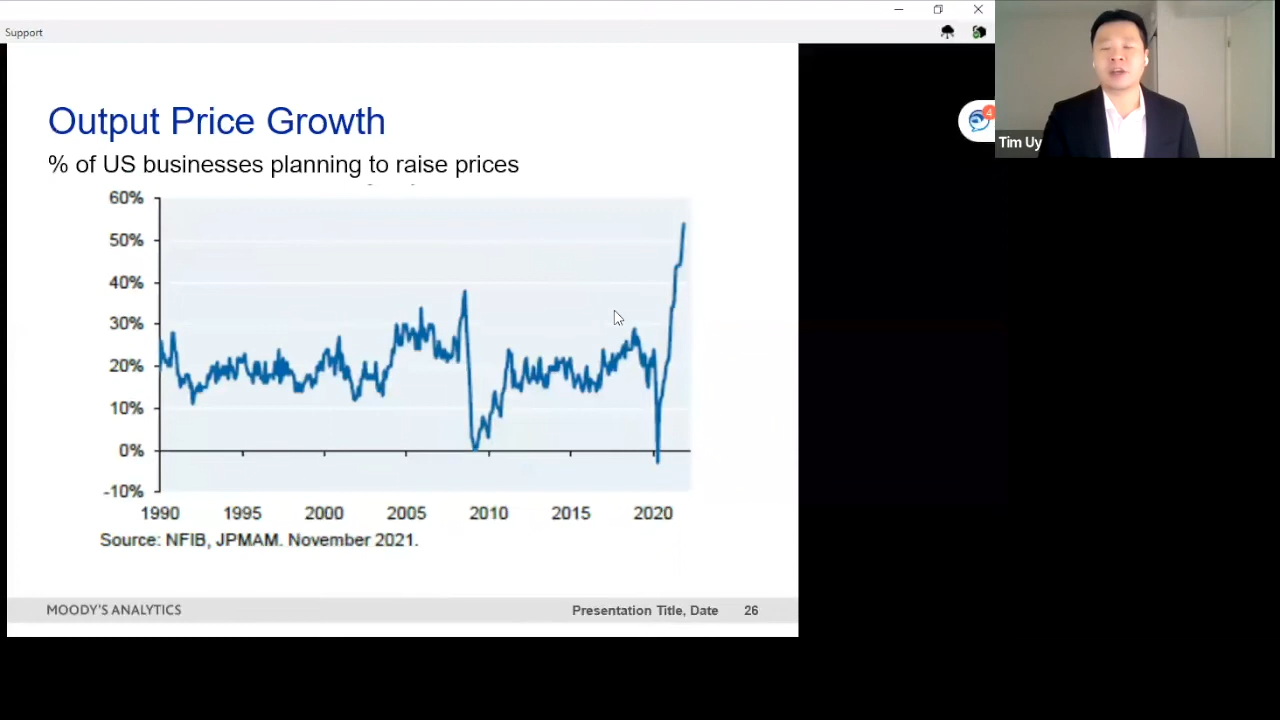 Support
4
Tim Uy
Output Price Growth
% of US businesses planning to raise prices
60%
50%
40%
30%
20%
10%
0%
-10%
1990 1995 2000 2005 2010 2015 2020
Source: NFIB, JPMAM. November 2021.
MOODY'S ANALYTICS Presentation Title, Date 26